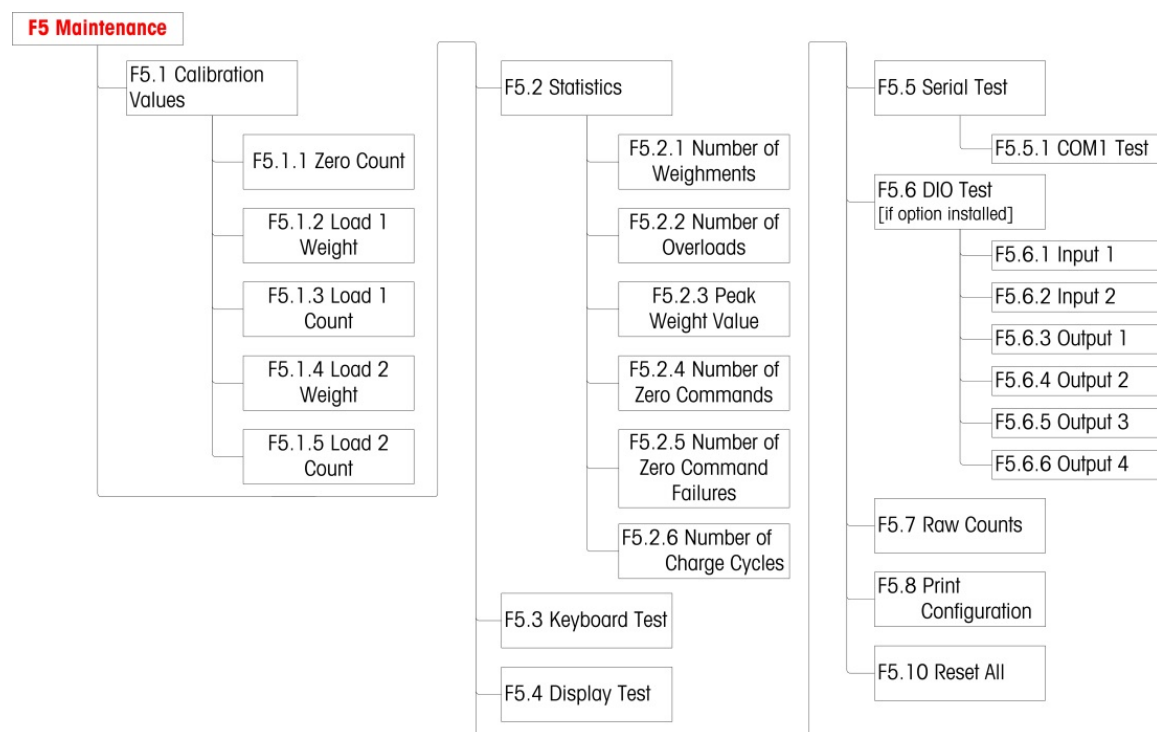 F5 Maintenance
F5.1 Calibration
Values
F5.1.1 Zero Count
F5.1.2 Load 1
Weight
F5.1.3 Load 1
Count
F5.1.4 Load 2
Weight
F5.1.5 Load 2
Count
F5.2 Statistics
F5.2.1 Number of
Weighments
F5.2.2 Number of
Overloads
F5.2.3 Peak
Weight Value
F5.2.4 Number of
Zero Commands
F5.2.5 Number of
Zero Command
Failures
F5.2.6 Number of
Charge Cycles
F5.3 Keyboard Test
F5.4 Display Test
F5.5 Serial Test
F5.5.1 COM1 Test
F5.6 DIO Test
[if option installed]
F5.6.1 Input 1
F5.6.2 Input 2
F5.6.3 Output 1
F5.6.4 Output 2
F5.6.5 Output 3
F5.6.6 Output 4
F5.7 Raw Counts
F5.8 Print
Configuration
F5.10 Reset All